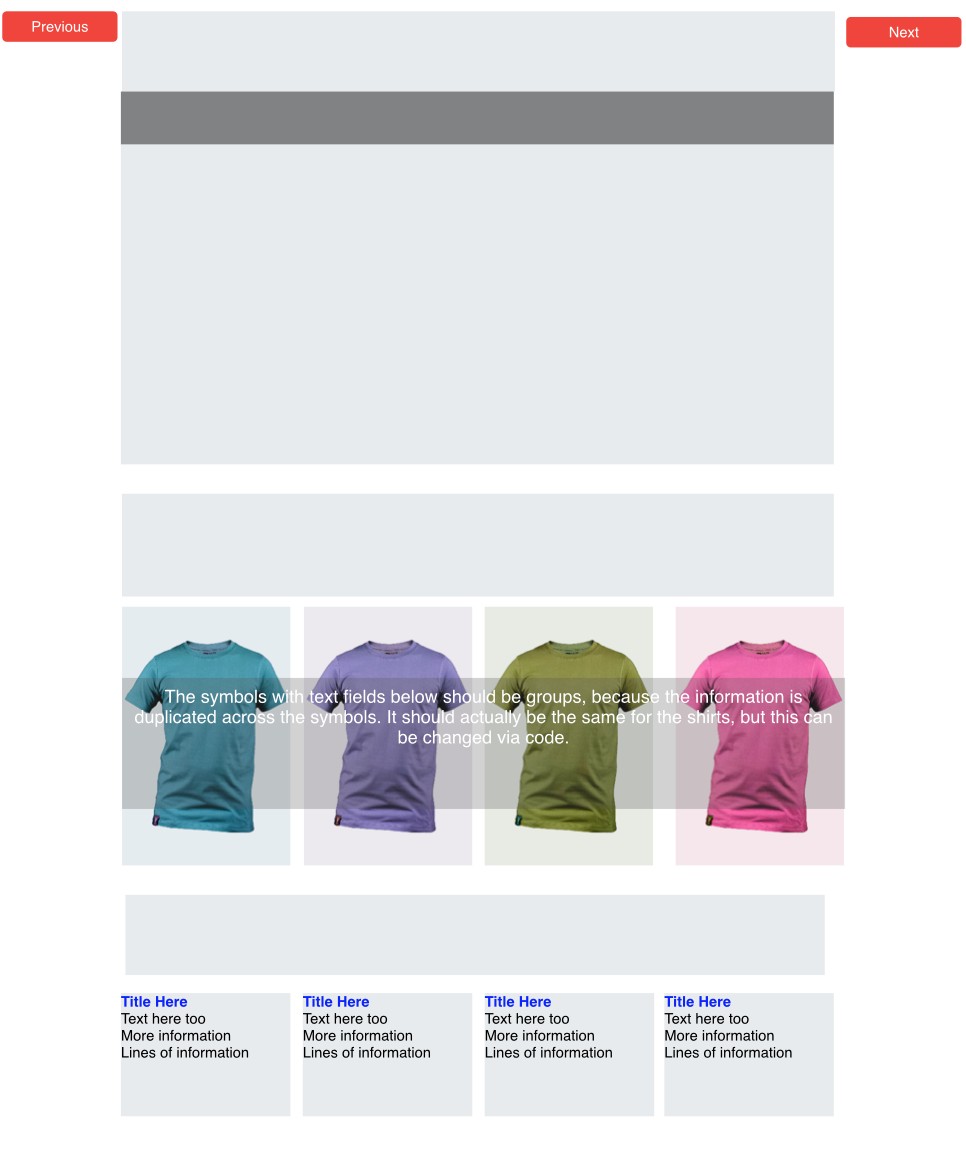 Previous
Next
The symbols with text fields below should be groups, because the information is
duplicated across the symbols. It should actually be the same for the shirts, but this can
be changed via code.
Title Here
Text here too
More information
Lines of information
Title Here
Text here too
More information
Lines of information
Title Here
Text here too
More information
Lines of information
Title Here
Text here too
More information
Lines of information